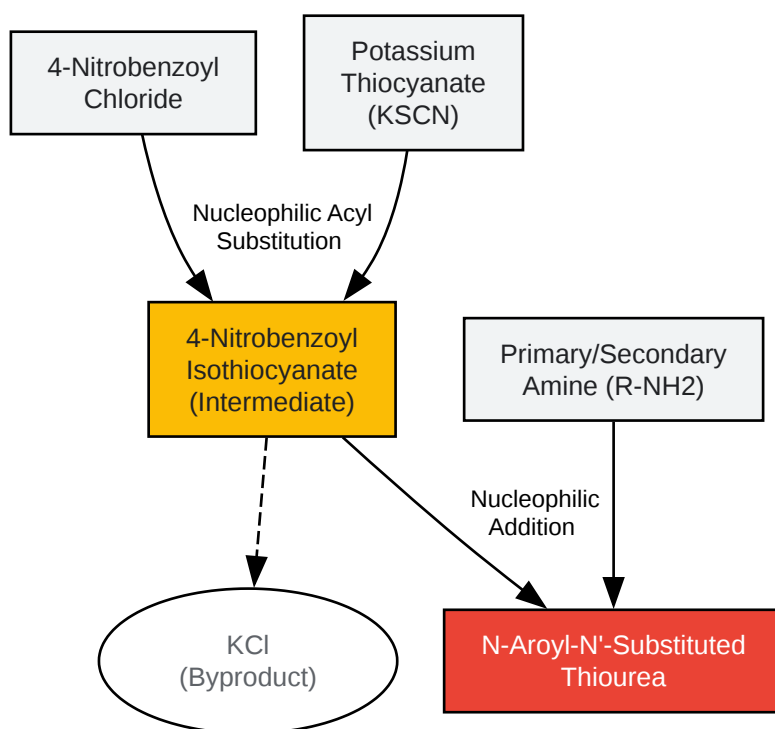 4-Nitrobenzoyl
Chloride
Potassium
Thiocyanate
(KSCN)
Nucleophilic Acyl
Substitution
4-Nitrobenzoyl
Isothiocyanate
(Intermediate)
Primary/Secondary
Amine (R-NH2)
Nucleophilic
Addition
KCl
(Byproduct)
N-Aroyl-N'-Substituted
Thiourea